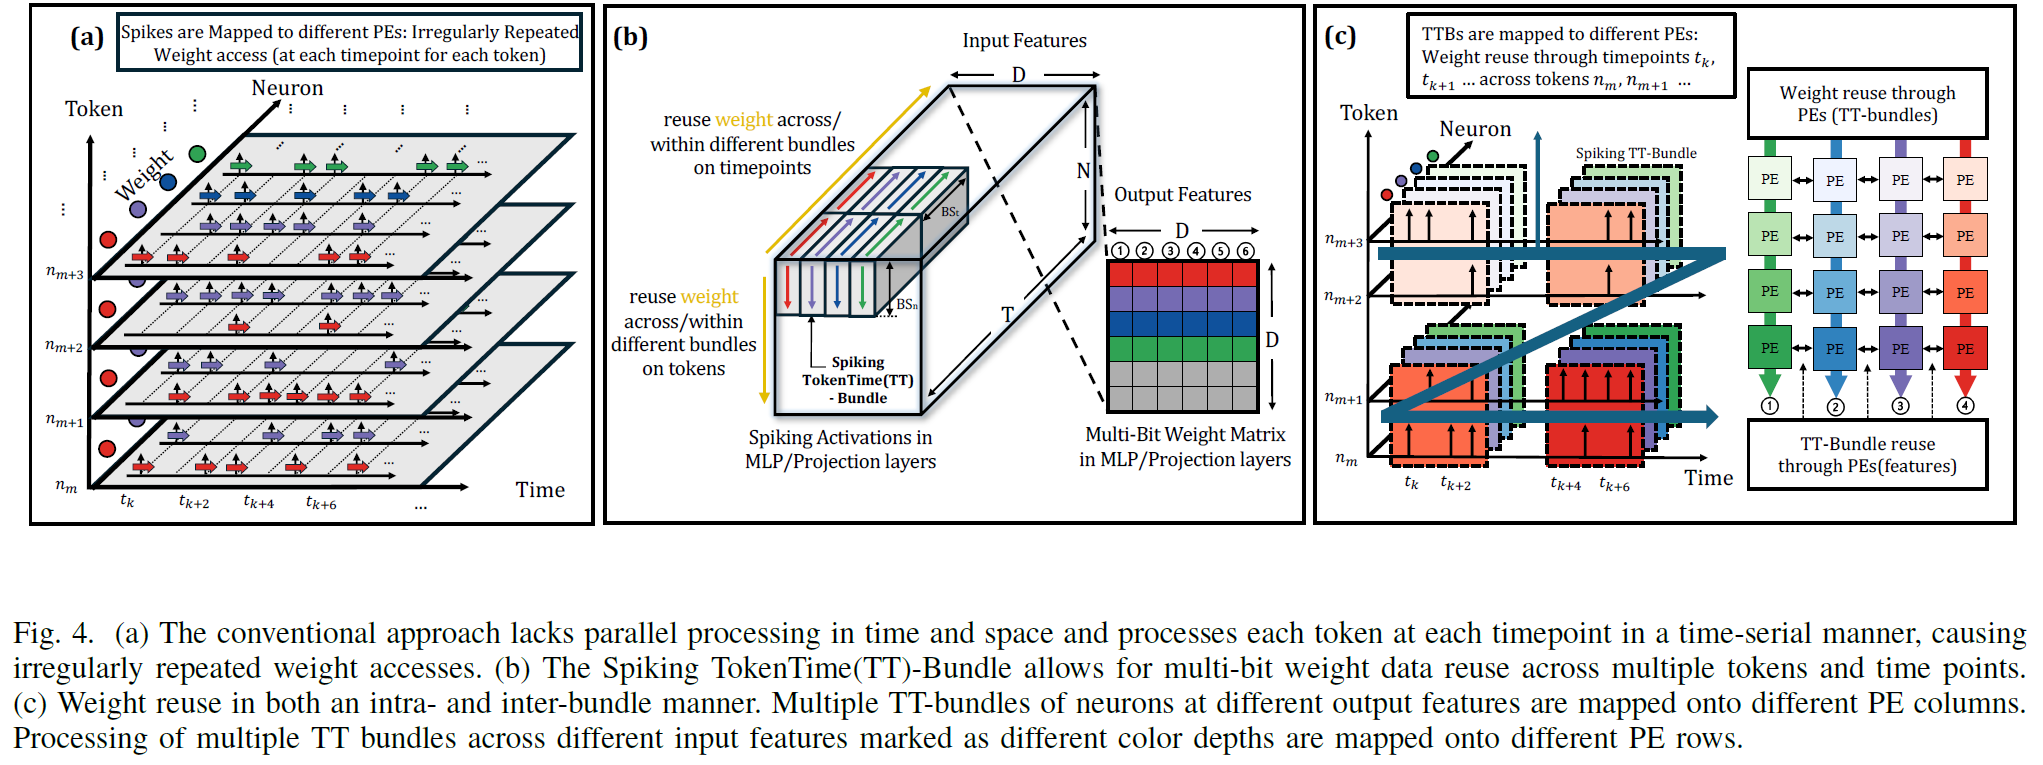 (a)
Spikes are Mapped to different PEs: Irregularly Repeated
Weight access (at each timepoint for each token)
Neuron
Token
Weight
n_{m+3}
n_{m+2}
n_{m+1}
n_m
t_k
t_{k+2}
t_{k+4}
t_{k+6}
...
Time
(b)
Input Features
D
reuse weight across/
within different bundles
on timepoints
N
BS_t
Output Features
D
① ② ③ ④ ⑤ ⑥
reuse weight
across/within
different bundles
on tokens
BS_n
T
D
Spiking
TokenTime(TT)
- Bundle
Spiking Activations in
MLP/Projection layers
Multi-Bit Weight Matrix
in MLP/Projection layers
(c)
TTBs are mapped to different PEs:
Weight reuse through timepoints t_k,
t_{k+1} ... across tokens n_m, n_{m+1} ...
Token
Neuron
Spiking TT-Bundle
n_{m+3}
n_{m+2}
n_{m+1}
n_m
t_k
t_{k+2}
t_{k+4}
t_{k+6}
Time
Weight reuse through
PEs (TT-bundles)
PE PE PE PE
PE PE PE PE
PE PE PE PE
PE PE PE PE
① ② ③ ④
TT-Bundle reuse
through PEs(features)
Fig. 4. (a) The conventional approach lacks parallel processing in time and space and processes each token at each timepoint in a time-serial manner, causing
irregularly repeated weight accesses. (b) The Spiking TokenTime(TT)-Bundle allows for multi-bit weight data reuse across multiple tokens and time points.
(c) Weight reuse in both an intra- and inter-bundle manner. Multiple TT-bundles of neurons at different output features are mapped onto different PE columns.
Processing of multiple TT bundles across different input features marked as different color depths are mapped onto different PE rows.